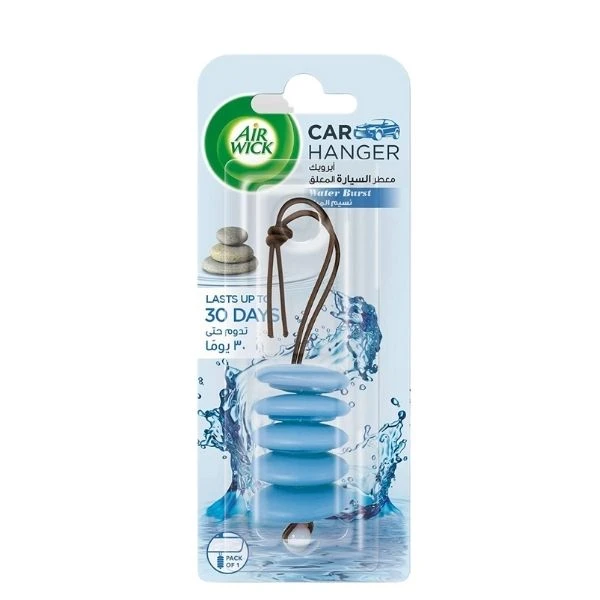 AIR
WICK
CAR
HANGER
أيرويك
معطر السيارة المعلق
Water Burst
نسيم
LASTS UP TO
30 DAYS
تدوم حتى
٣٠ يومًا
PACK
OF 1